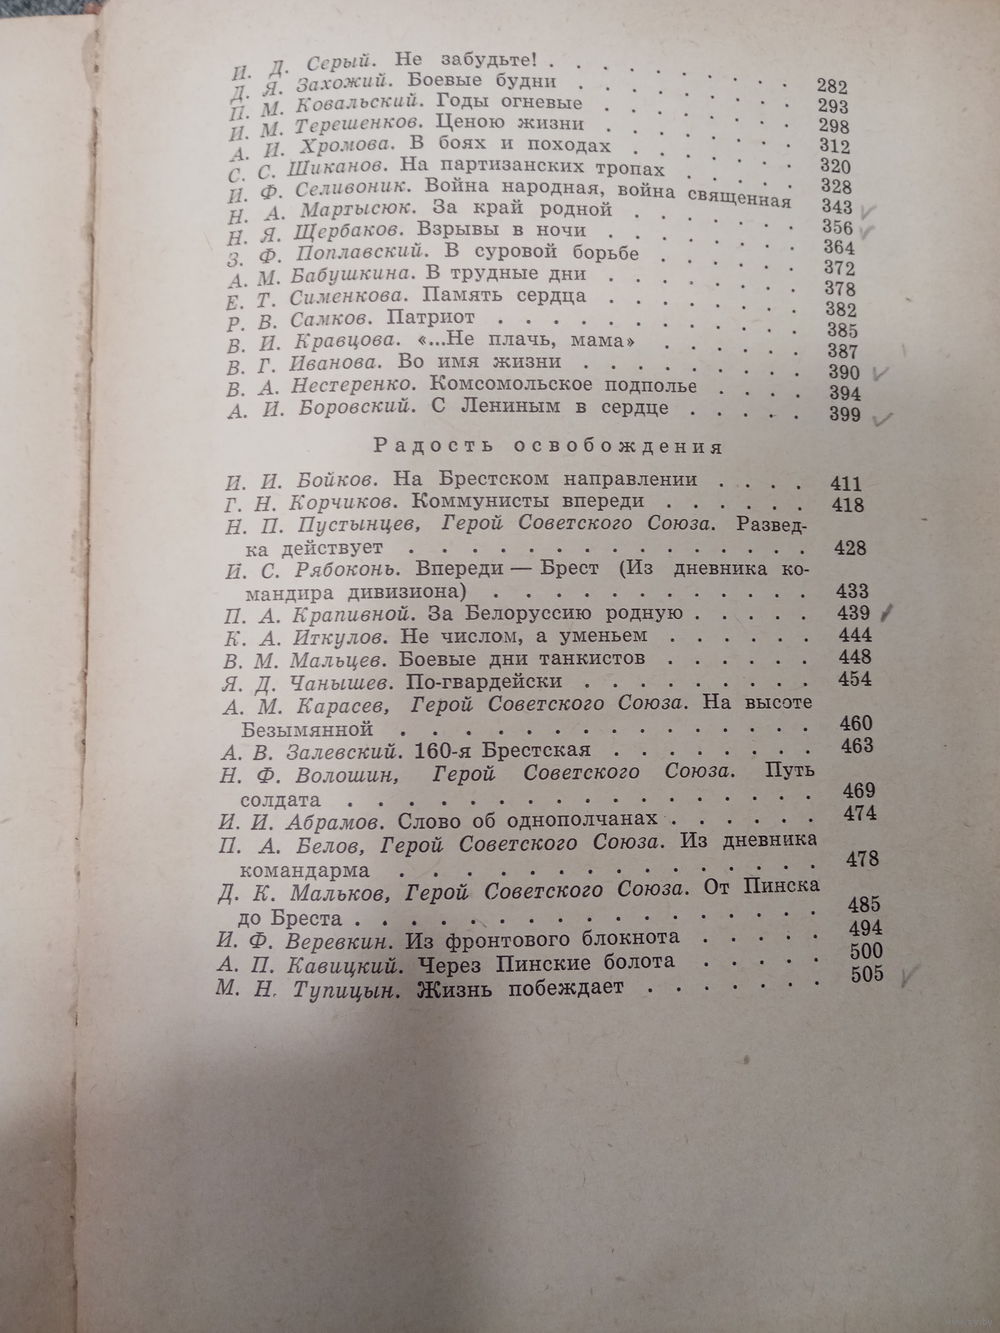 И. Д. Серый. Не забудьте! . . . . . . . 282
Д. Я. Захожий. Боевые будни . . . . . . 293
П. М. Ковальский. Годы огневые . . . . . . 298
И. М. Терешенков. Ценою жизни . . . . . . 312
А. И. Хромова. В боях и походах . . . . . 320
С. С. Шиканов. На партизанских тропах . . . . 328
И. Ф. Селивоник. Война народная, война священная 343
Н. А. Мартысюк. За край родной . . . . . . 356
Н. Я. Щербаков. Взрывы в ночи . . . . . . 364
З. Ф. Поплавский. В суровой борьбе . . . . . 372
А. М. Бабушкина. В трудные дни . . . . . . 378
Е. Т. Сименкова. Память сердца . . . . . . 382
Р. В. Самков. Патриот . . . . . . . . . 385
В. И. Кравцова. «...Не плачь, мама» . . . . . 387
В. Г. Иванова. Во имя жизни . . . . . . . 390
В. А. Нестеренко. Комсомольское подполье . . . . 394
А. И. Боровский. С Лениным в сердце . . . . . 399
Радость освобождения
И. И. Бойков. На Брестском направлении . . . . 411
Г. Н. Корчиков. Коммунисты впереди . . . . . . 418
Н. П. Пустынцев, Герой Советского Союза. Развед-
ка действует . . . . . . . . . . . . . . 428
И. С. Рябоконь. Впереди — Брест (Из дневника ко-
мандира дивизиона) . . . . . . . . . . . 433
П. А. Крапивной. За Белоруссию родную . . . . . 439
К. А. Иткулов. Не числом, а уменьем . . . . . . 444
В. М. Мальцев. Боевые дни танкистов . . . . . . 448
Я. Д. Чанышев. По-гвардейски . . . . . . . . . 454
А. М. Карасев, Герой Советского Союза. На высоте
Безымянной . . . . . . . . . . . . . . . 460
А. В. Залевский. 160-я Брестская . . . . . . . . 463
Н. Ф. Волошин, Герой Советского Союза. Путь
солдата . . . . . . . . . . . . . . . . . 469
И. И. Абрамов. Слово об однополчанах . . . . . . 474
П. А. Белов, Герой Советского Союза. Из дневника
командарма . . . . . . . . . . . . . . . 478
Д. К. Мальков, Герой Советского Союза. От Пинска
до Бреста . . . . . . . . . . . . . . . . . 485
И. Ф. Веревкин. Из фронтового блокнота . . . . . 494
А. П. Кавицкий. Через Пинские болота . . . . . 500
М. Н. Тупицын. Жизнь побеждает . . . . . . . 505